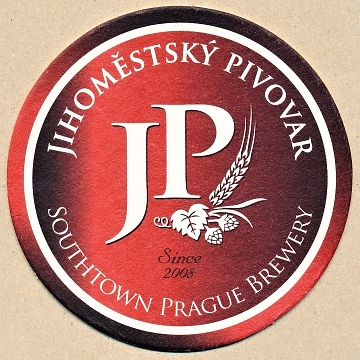 JIHOMĚSTSKÝ PIVOVAR
JP
Since
2008
SOUTHTOWN PRAGUE BREWERY